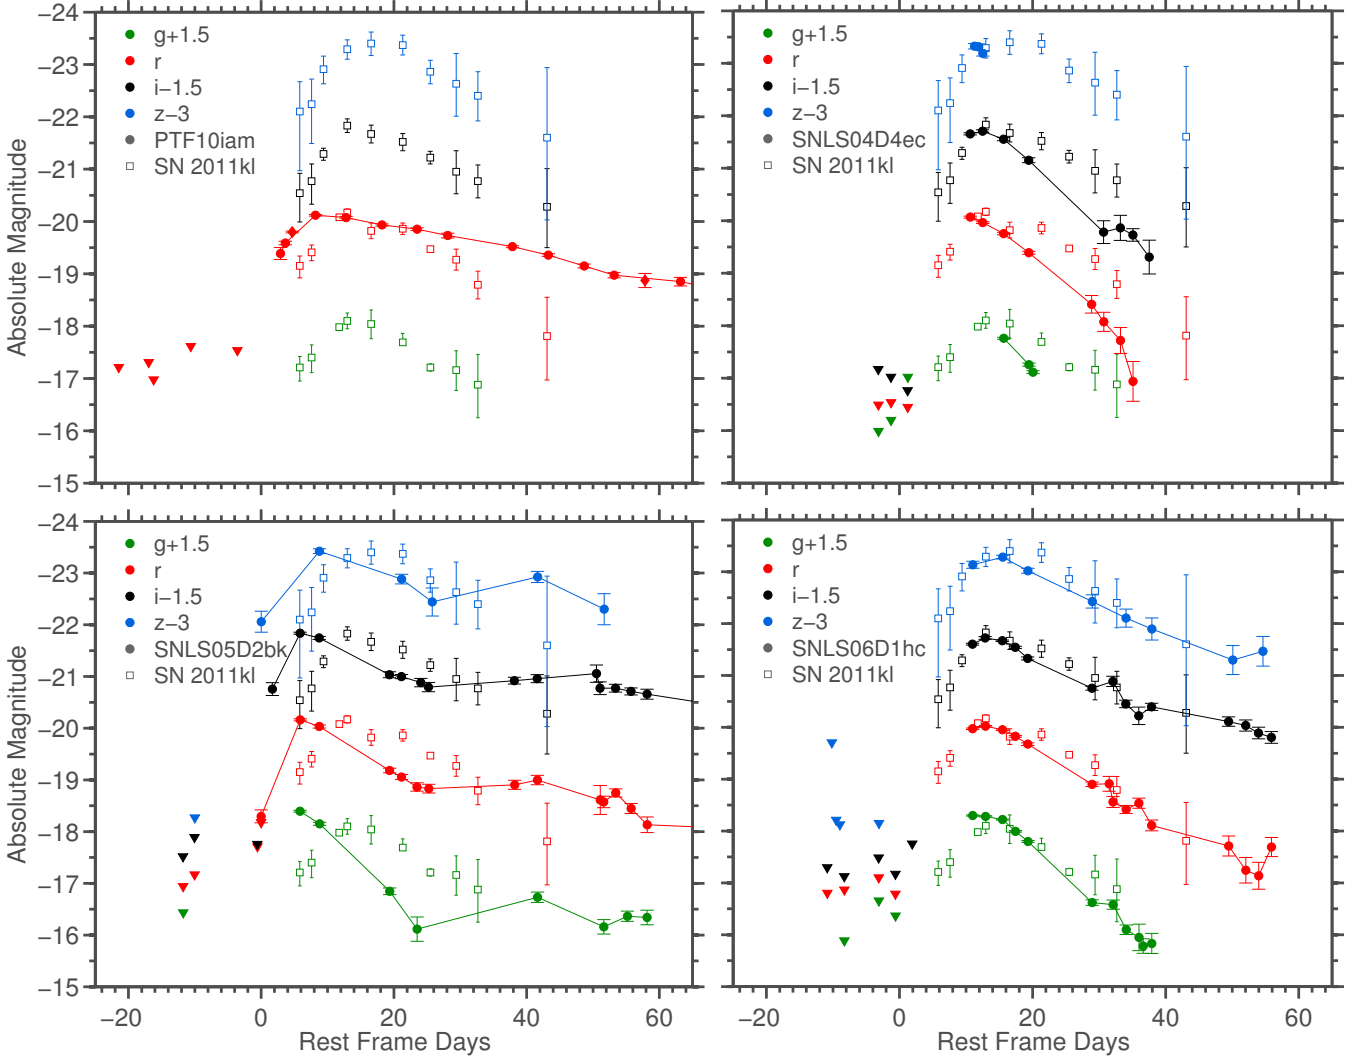 −24
−23
−22
−21
−20
−19
−18
−17
−16
−15
Absolute Magnitude
g+1.5
r
i−1.5
z−3
PTF10iam
SN 2011kl
g+1.5
r
i−1.5
z−3
SNLS04D4ec
SN 2011kl
−24
−23
−22
−21
−20
−19
−18
−17
−16
−15
Absolute Magnitude
g+1.5
r
i−1.5
z−3
SNLS05D2bk
SN 2011kl
−20 0 20 40 60
Rest Frame Days
g+1.5
r
i−1.5
z−3
SNLS06D1hc
SN 2011kl
−20 0 20 40 60
Rest Frame Days